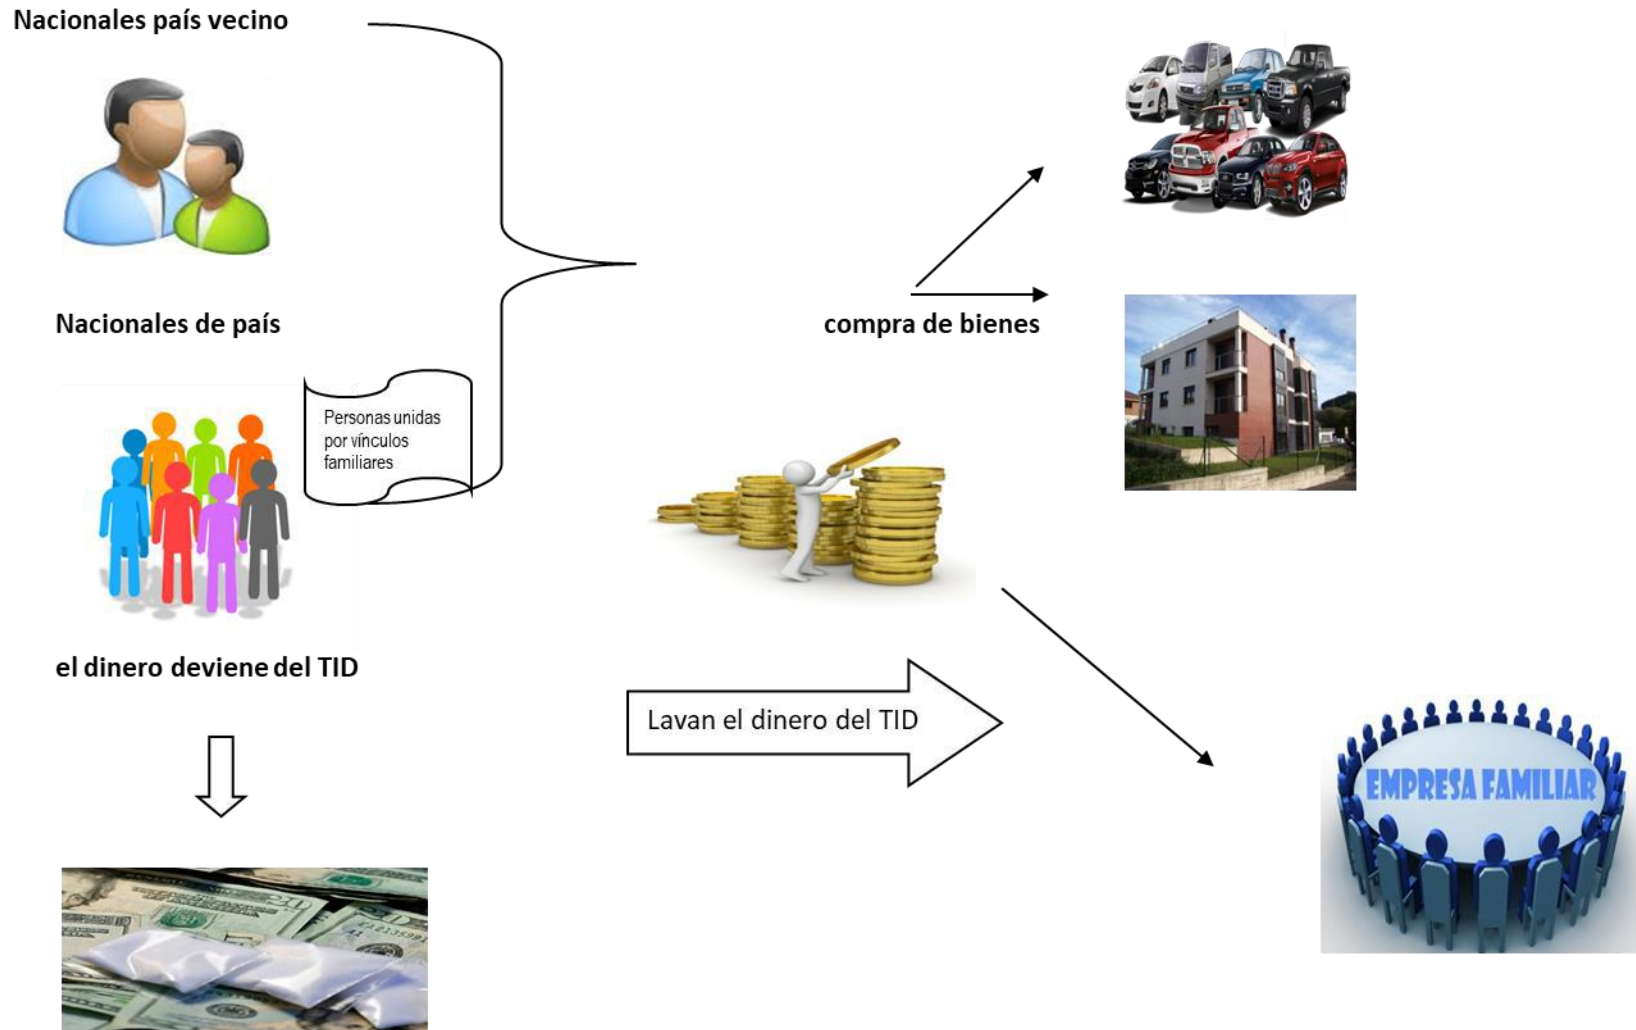 Nacionales país vecino
Nacionales de país
Personas unidas
por vínculos
familiares
compra de bienes
el dinero deviene del TID
Lavan el dinero del TID
EMPRESA FAMILIAR